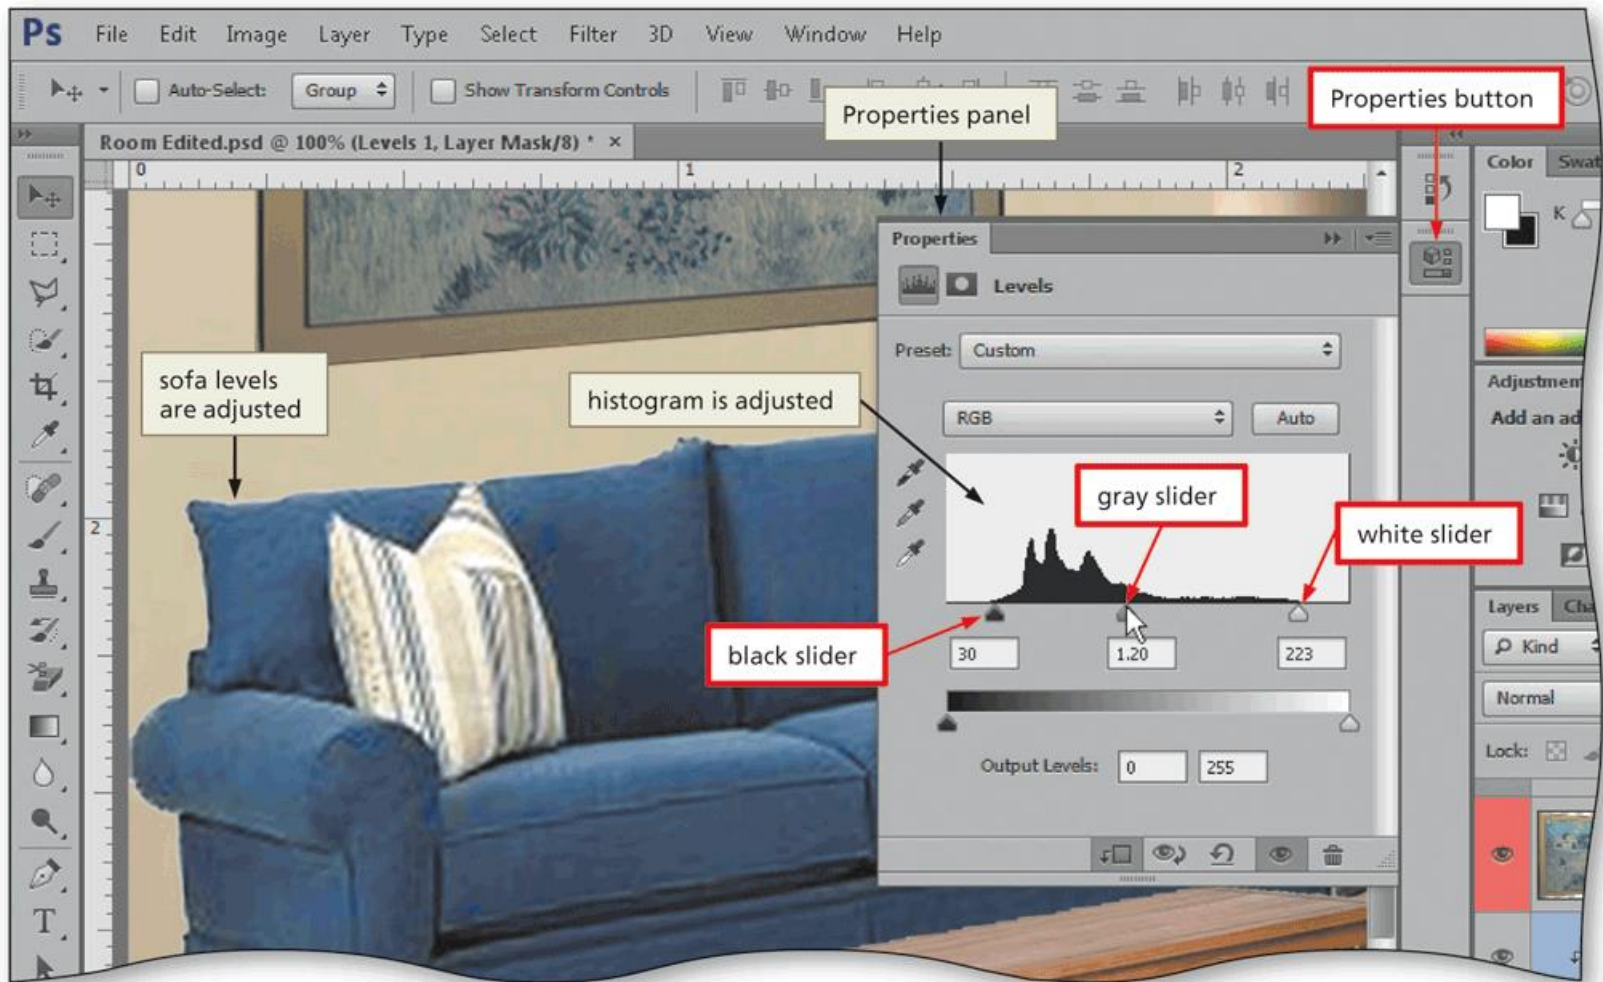 Ps File Edit Image Layer Type Select Filter 3D View Window Help
Auto-Select: Group Show Transform Controls
Properties button
Properties panel
Room Edited.psd @ 100% (Levels 1, Layer Mask/8) * ×
0 1 2
Color
K
Properties
Levels
Preset: Custom
sofa levels
are adjusted
histogram is adjusted
RGB Auto
Add an
gray slider
white slider
2
Layers
black slider
30 1.20 223
Kind
Normal
Output Levels: 0 255
Lock:
T